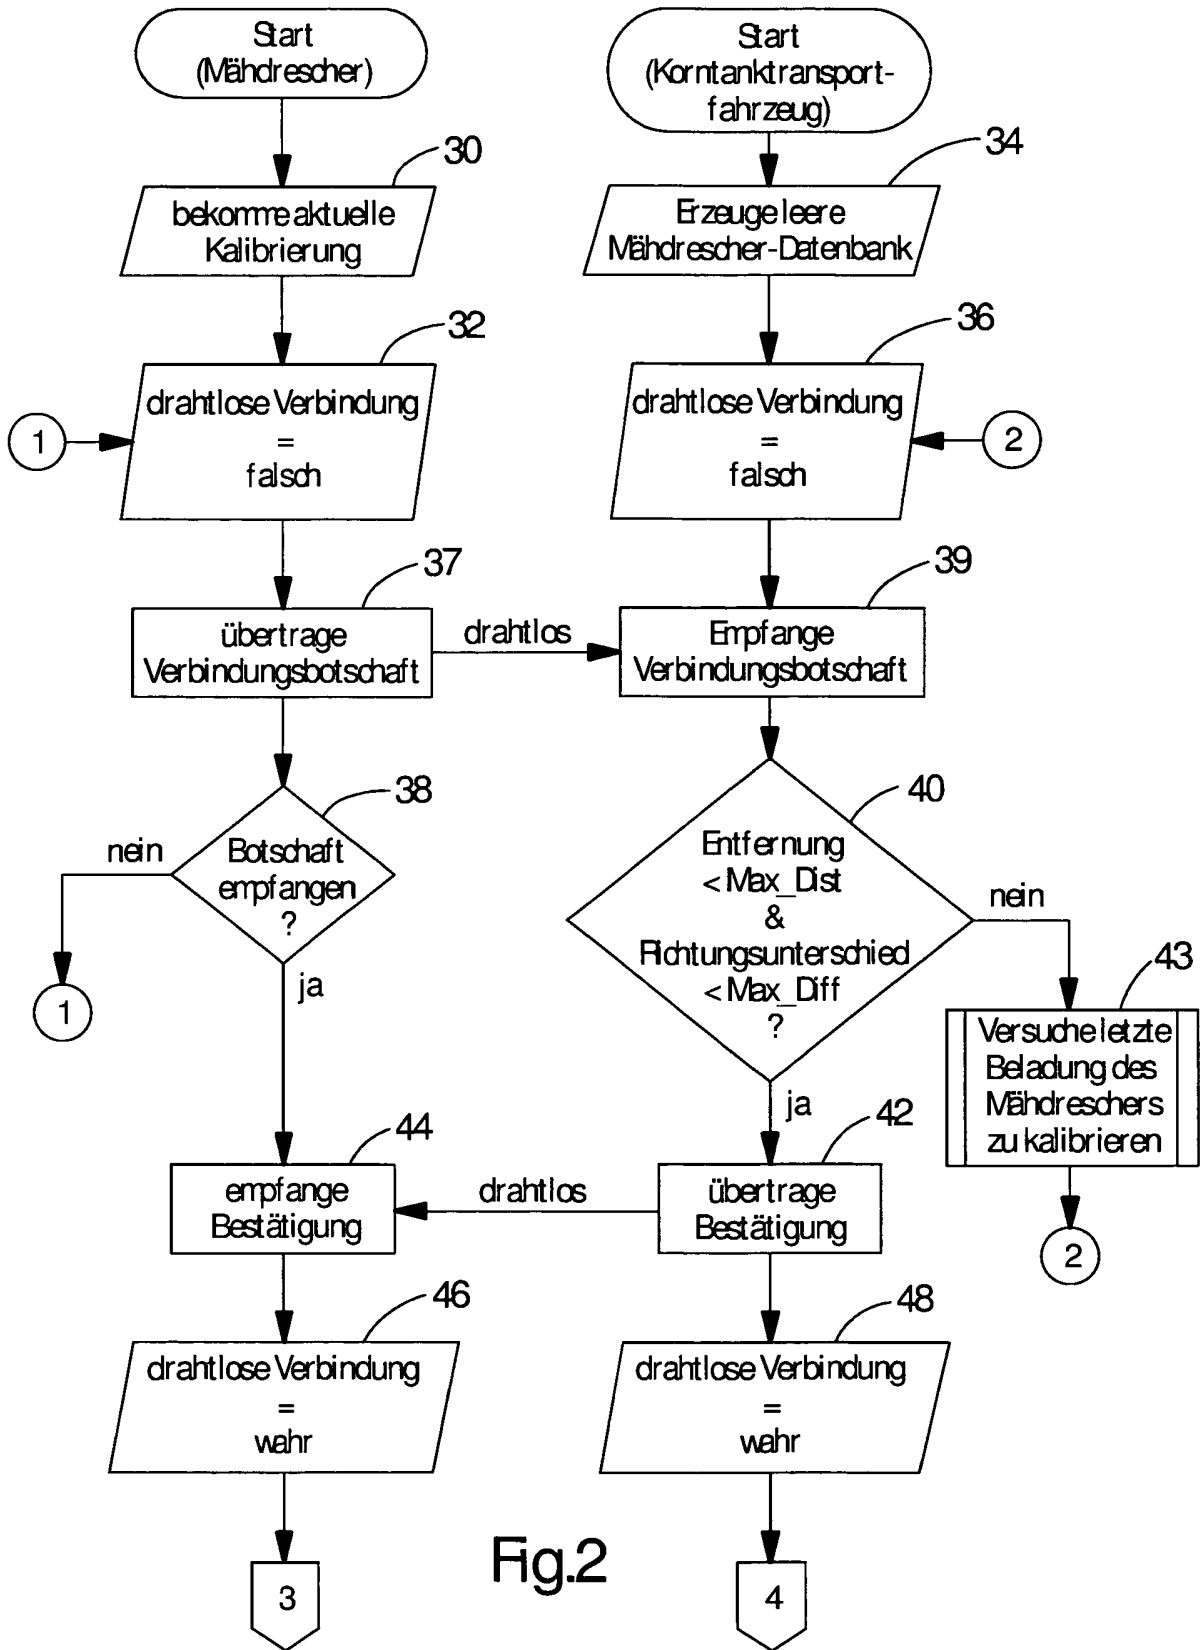 Start
(Mähdrescher)
30
bekomme aktuelle
Kalibrierung
32
drahtlose Verbindung
=
falsch
1
37
übertrage
Verbindungsbotschaft
drahtlos
38
Botschaft
empfangen
?
nein
1
ja
44
empfange
Bestätigung
46
drahtlose Verbindung
=
wahr
3
Start
(Korntanktransport-
fahrzeug)
34
Erzeuge leere
Mähdrescher-Datenbank
36
drahtlose Verbindung
=
falsch
2
39
Empfange
Verbindungsbotschaft
40
Entfernung
< Max_Dist
&
Richtungsunterschied
< Max_Diff
?
nein
43
Versuche letzte
Beladung des
Mähdreschers
zu kalibrieren
2
ja
42
übertrage
Bestätigung
drahtlos
48
drahtlose Verbindung
=
wahr
4
Fig.2